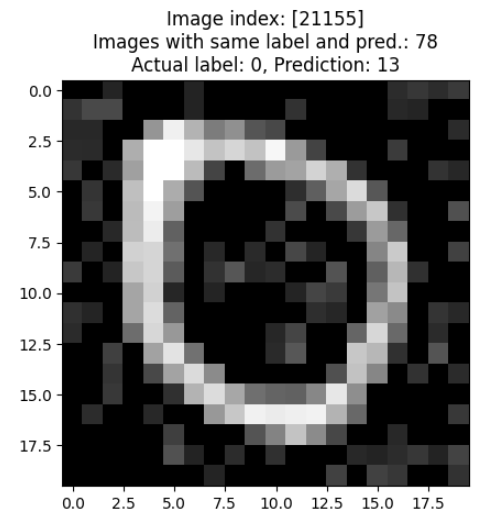 Image index: [21155]
Images with same label and pred.: 78
Actual label: 0, Prediction: 13
0.0
2.5
5.0
7.5
10.0
12.5
15.0
17.5
0.0 2.5 5.0 7.5 10.0 12.5 15.0 17.5